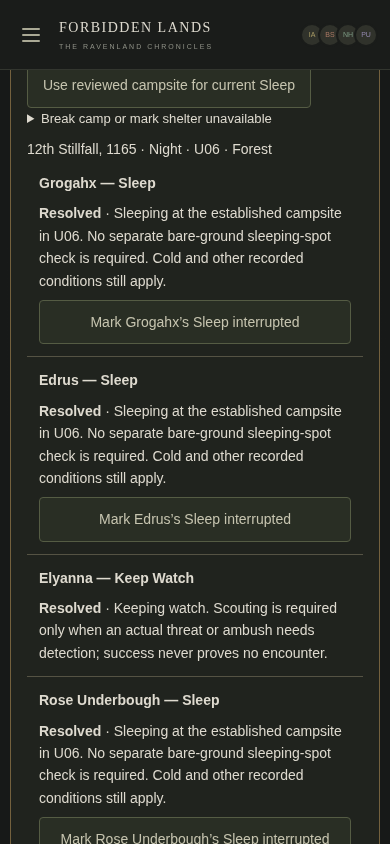 FORBIDDEN LANDS
THE RAVENLAND CHRONICLES
IA BS NH PU
Use reviewed campsite for current Sleep
▶ Break camp or mark shelter unavailable
12th Stillfall, 1165 · Night · U06 · Forest
Grogahx — Sleep
Resolved · Sleeping at the established campsite
in U06. No separate bare-ground sleeping-spot
check is required. Cold and other recorded
conditions still apply.
Mark Grogahx’s Sleep interrupted
Edrus — Sleep
Resolved · Sleeping at the established campsite
in U06. No separate bare-ground sleeping-spot
check is required. Cold and other recorded
conditions still apply.
Mark Edrus’s Sleep interrupted
Elyanna — Keep Watch
Resolved · Keeping watch. Scouting is required
only when an actual threat or ambush needs
detection; success never proves no encounter.
Rose Underbough — Sleep
Resolved · Sleeping at the established campsite
in U06. No separate bare-ground sleeping-spot
check is required. Cold and other recorded
conditions still apply.
Mark Rose Underbough’s Sleep interrupted